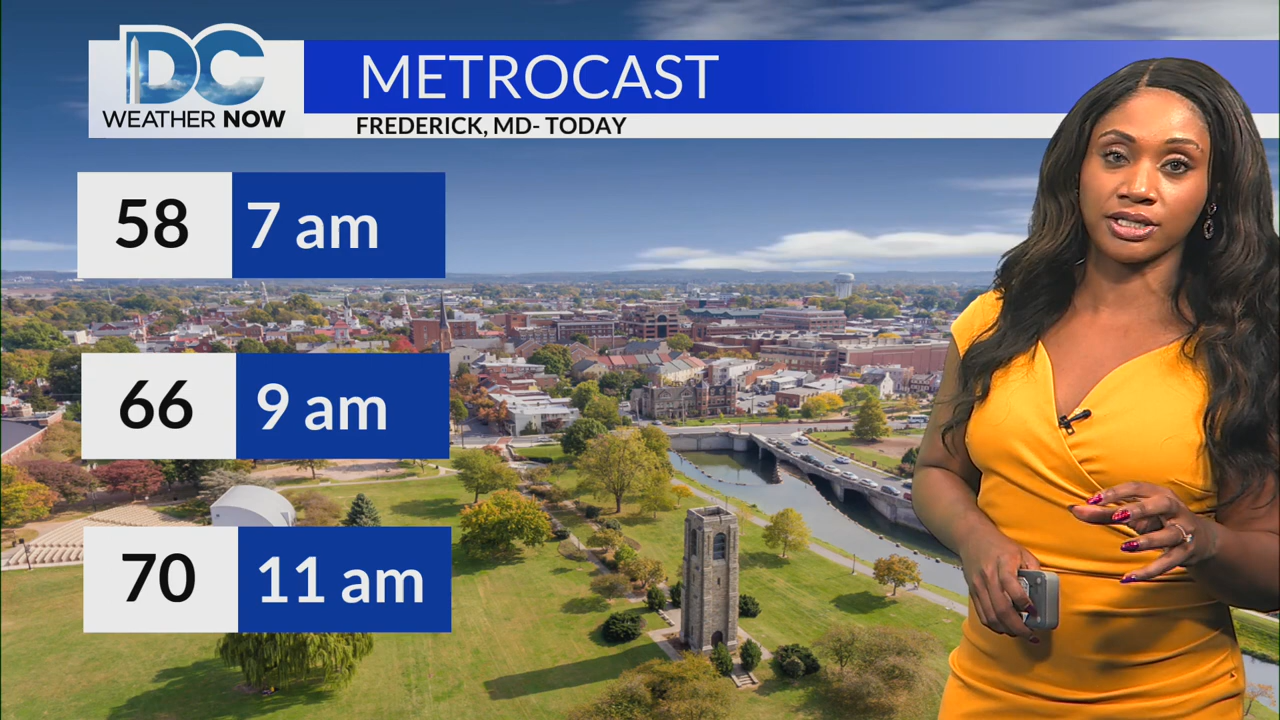 DC
WEATHER NOW
METROCAST
FREDERICK, MD- TODAY
58 7 am
66 9 am
70 11 am